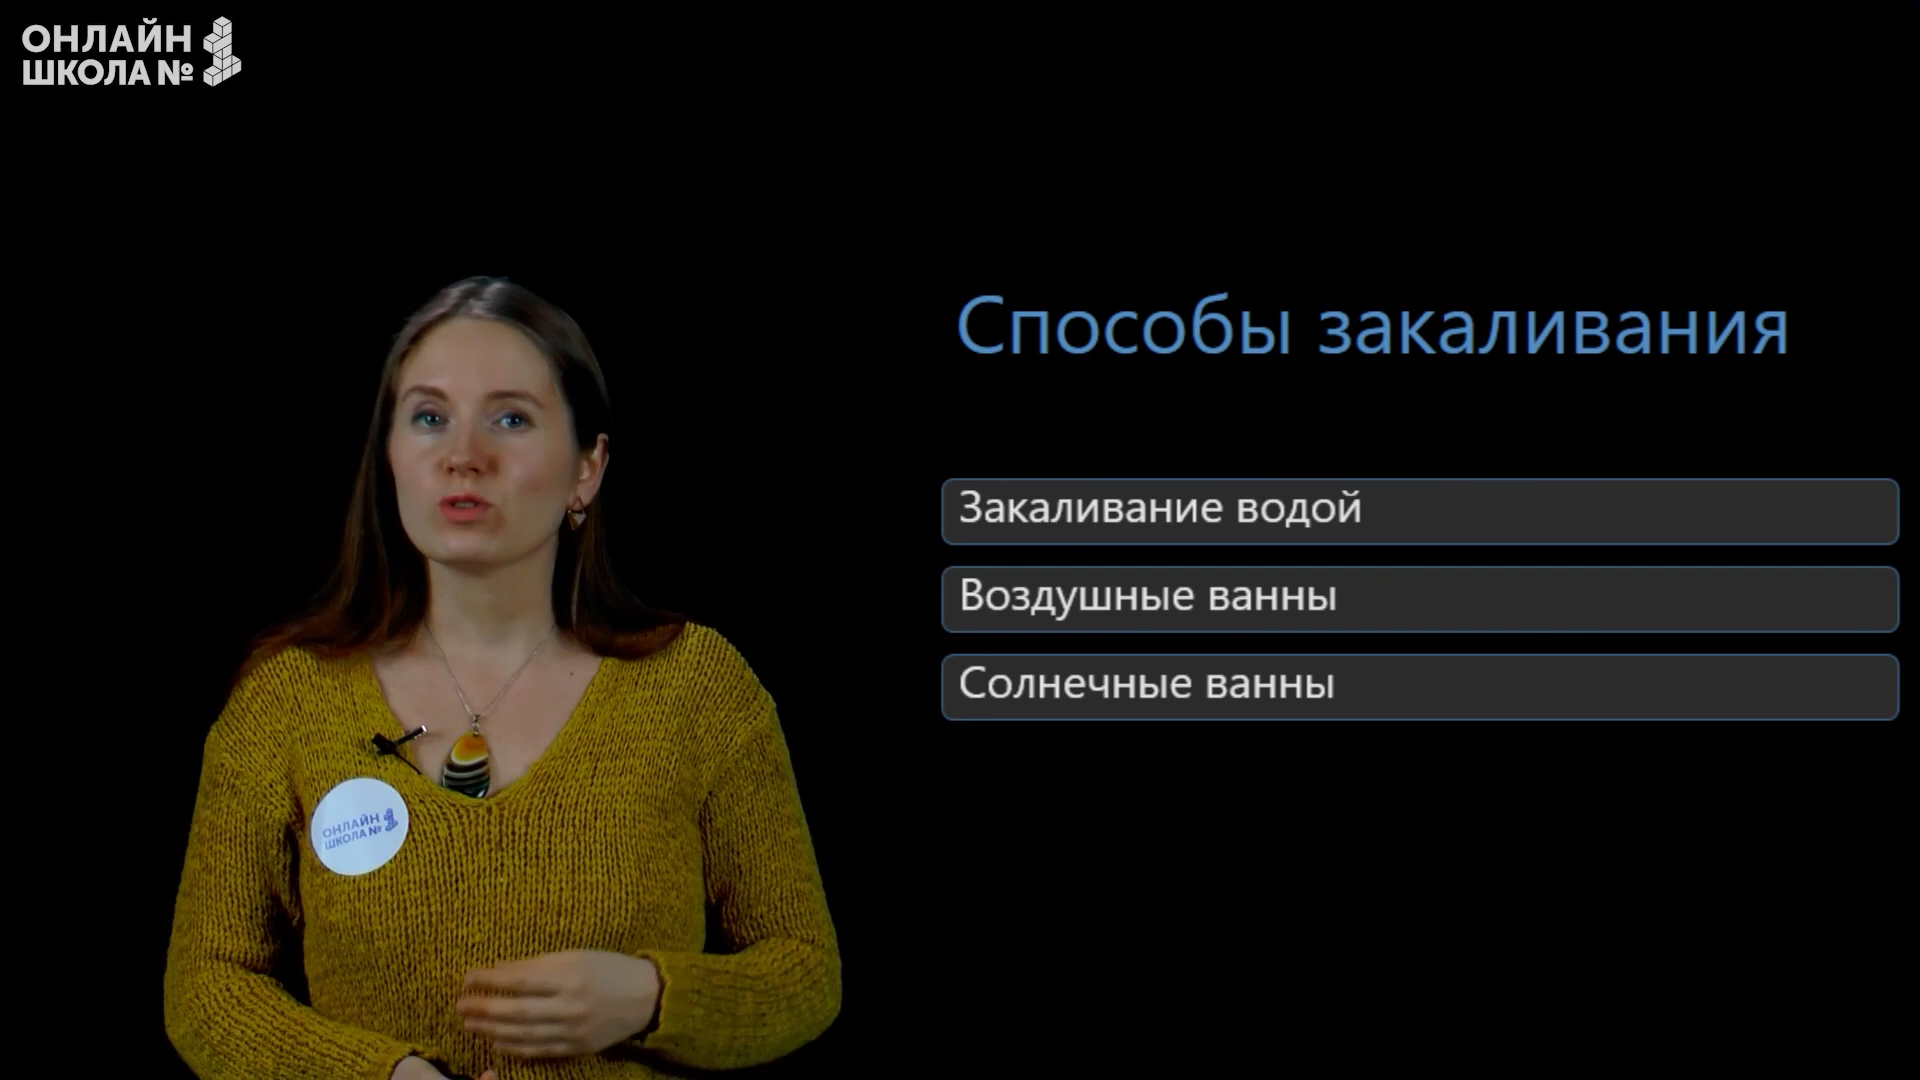 ОНЛАЙН
ШКОЛА №
Способы закаливания
Закаливание водой
Воздушные ванны
Солнечные ванны
ОНЛАЙН
ШКОЛА №